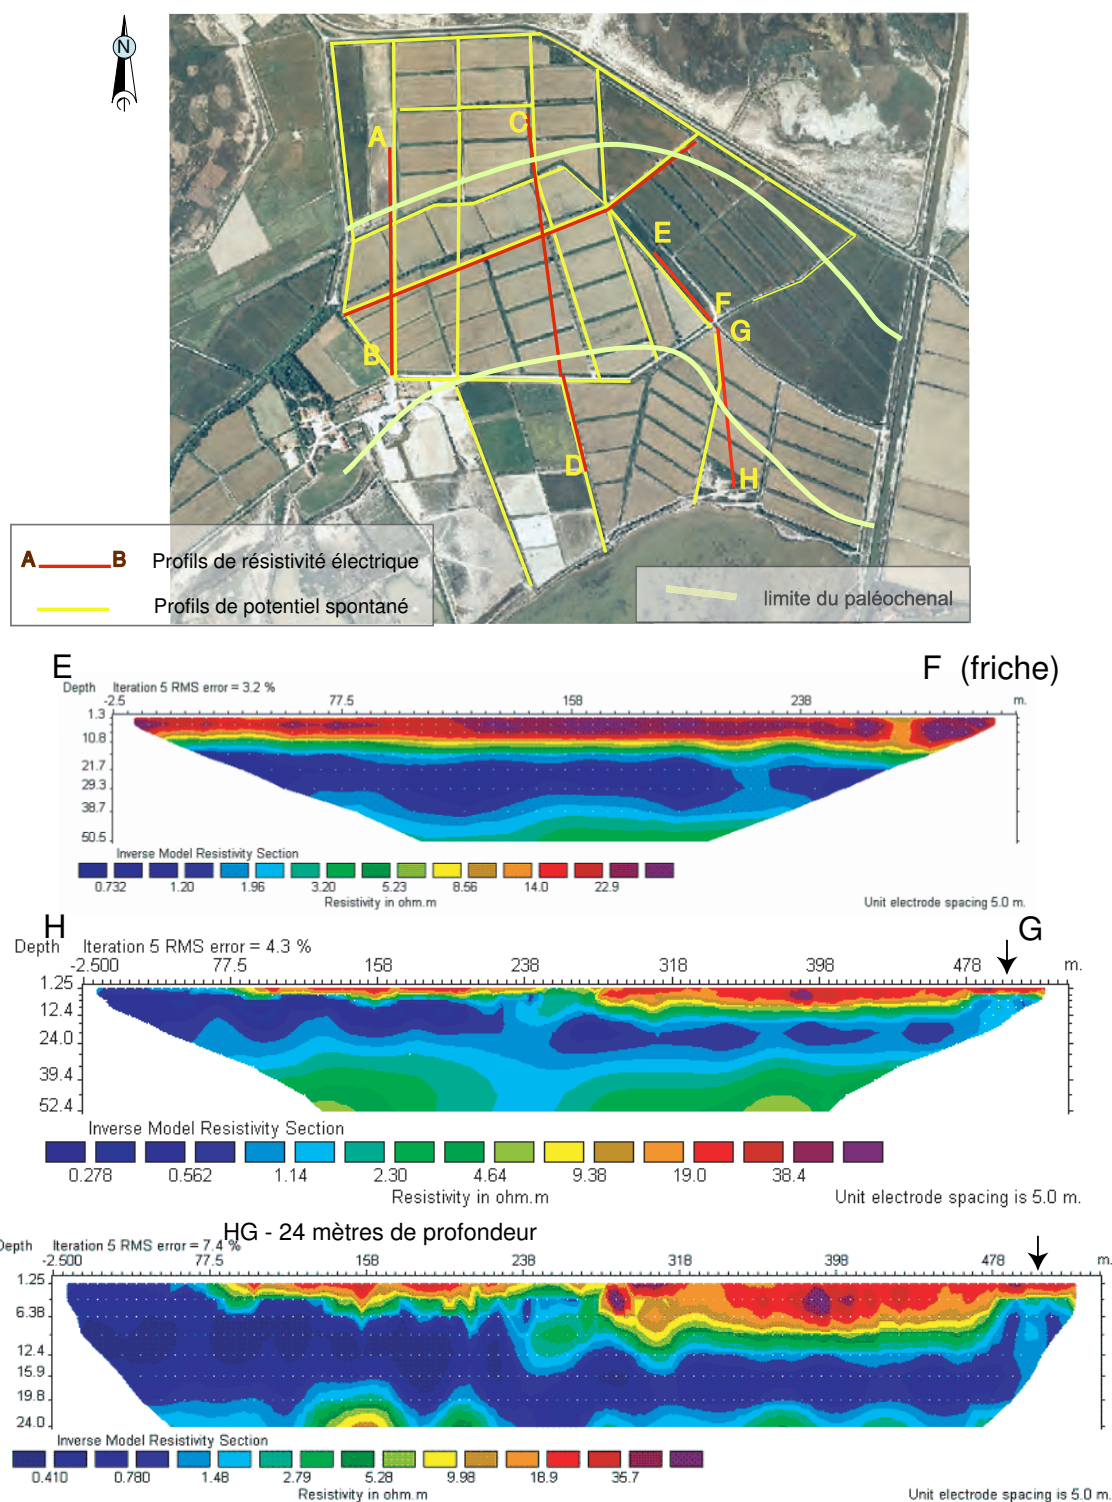 N
A
C
E
F
G
B
D
H
A B Profils de résistivité électrique
Profils de potentiel spontané
limite du paléochenal
E
F (friche)
Depth Iteration 5 RMS error = 3.2 %
-2.5 77.5 158 238 m.
1.3
10.8
21.7
29.3
38.7
50.5
Inverse Model Resistivity Section
0.732 1.20 1.96 3.20 5.23 8.56 14.0 22.9
Resistivity in ohm.m
Unit electrode spacing 5.0 m.
H
G
Depth Iteration 5 RMS error = 4.3 %
-2.500 77.5 158 238 318 398 478 m.
1.25
12.4
24.0
39.4
52.4
Inverse Model Resistivity Section
0.278 0.562 1.14 2.30 4.64 9.38 19.0 38.4
Resistivity in ohm.m
Unit electrode spacing is 5.0 m.
HG - 24 mètres de profondeur
Depth Iteration 5 RMS error = 7.4 %
-2.500 77.5 158 238 318 398 478 m.
1.25
6.38
12.4
15.9
19.8
24.0
Inverse Model Resistivity Section
0.410 0.780 1.48 2.79 5.28 9.98 18.9 35.7
Resistivity in ohm.m
Unit electrode spacing is 5.0 m.